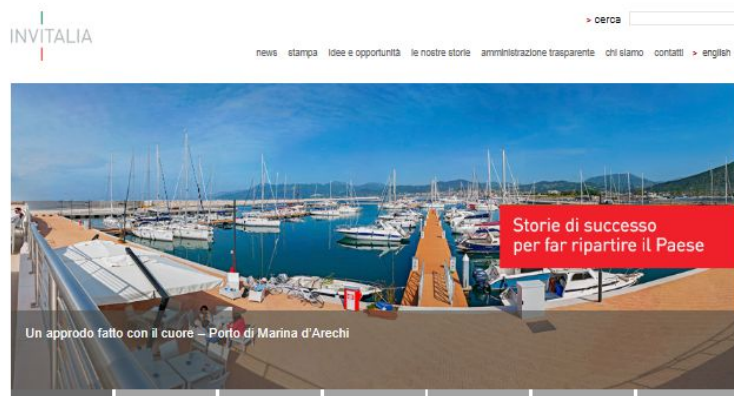 > cerca
INVITALIA
news stampa idee e opportunità le nostre storie amministrazione trasparente chi siamo contatti > english
Storie di successo
per far ripartire il Paese
Un approdo fatto con il cuore – Porto di Marina d'Arechi